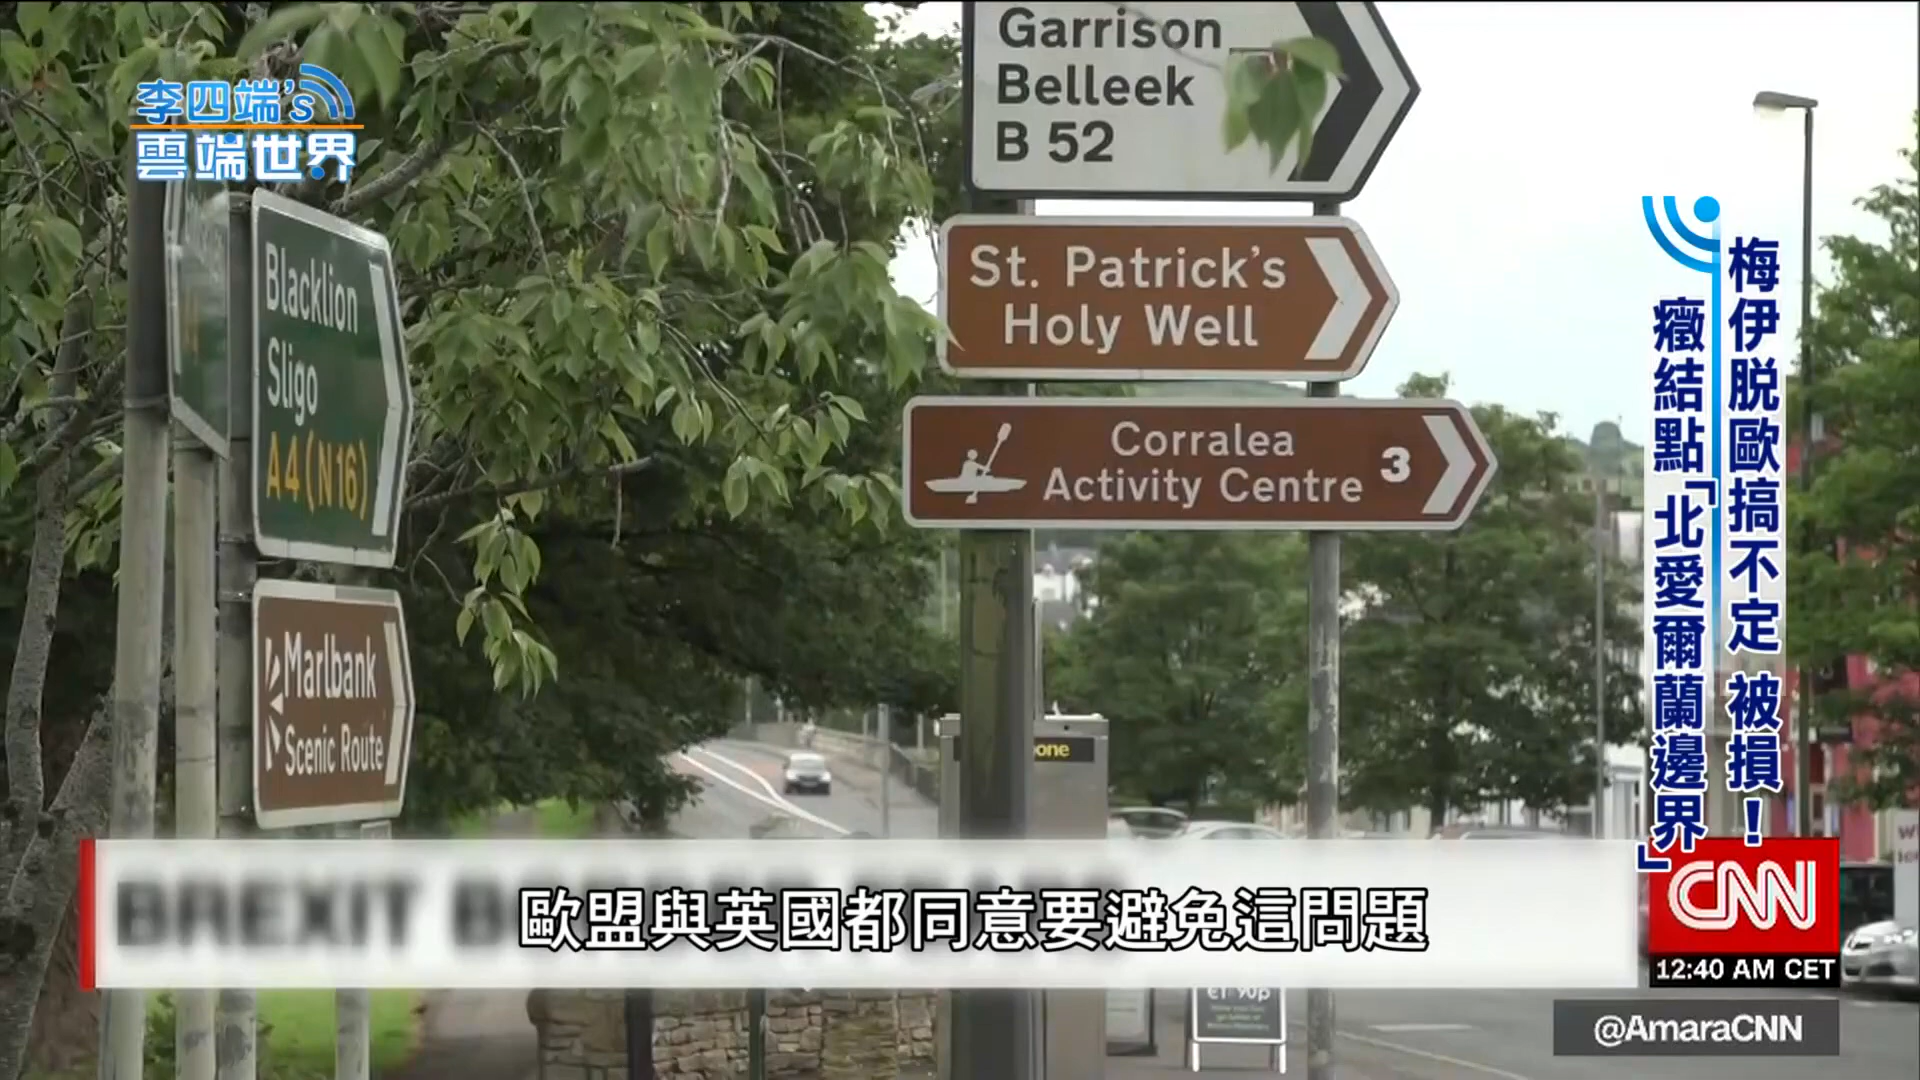 李四端's
雲端世界
Garrison
Belleek
B 52
St. Patrick's
Holy Well
Corralea
Activity Centre 3
Blacklion
Sligo
A4(N16)
Marlbank
Scenic Route
梅伊脱歐搞不定 被損！
癥結點「北愛爾蘭邊界」
one
BREXIT
歐盟與英國都同意要避免這問題
CNN
12:40 AM CET
@AmaraCNN